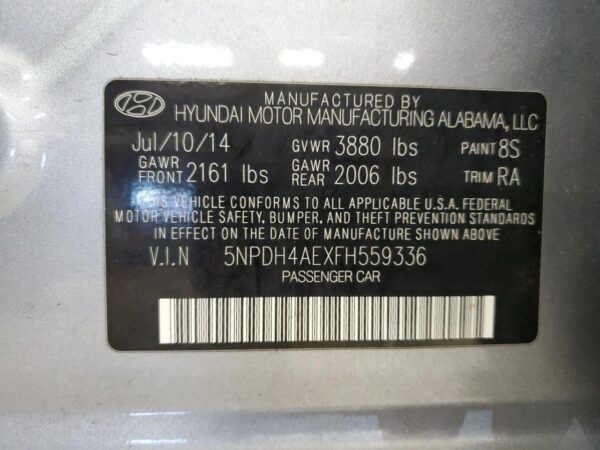 MANUFACTURED BY
HYUNDAI MOTOR MANUFACTURING ALABAMA, LLC
Jul/10/14 GVWR 3880 lbs PAINT 8S
GAWR FRONT 2161 lbs GAWR REAR 2006 lbs TRIM RA
THIS VEHICLE CONFORMS TO ALL APPLICABLE U.S.A. FEDERAL
MOTOR VEHICLE SAFETY, BUMPER, AND THEFT PREVENTION STANDARDS
IN EFFECT ON THE DATE OF MANUFACTURE SHOWN ABOVE
V.I.N 5NPDH4AEXFH559336
PASSENGER CAR